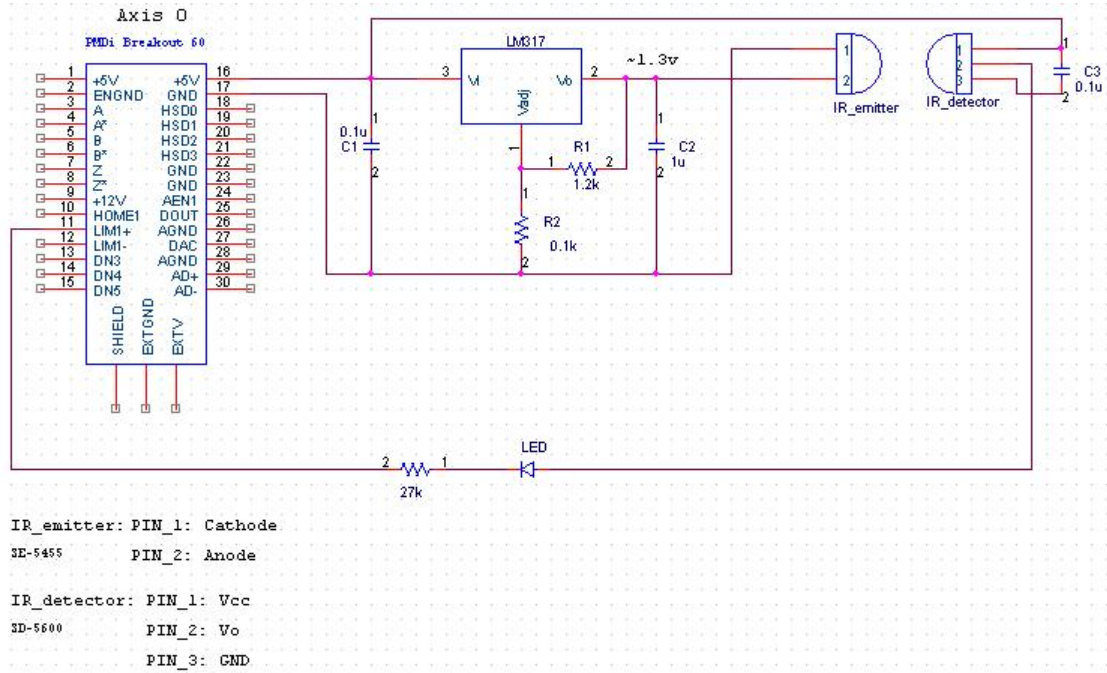 Axis 0
PMDi Breakout 60
1 +5V
2 ENGND
3 A
4 A*
5 B
6 B*
7 Z
8 Z*
9 +12V
10 HOME1
11 LIM1+
12 LIM1-
13 DN3
14 DN4
15 DN5
+5V 16
GND 17
HSD0 18
HSD1 19
HSD2 20
HSD3 21
GND 22
GND 23
AEN1 24
DOUT 25
AGND 26
DAC 27
AGND 28
AD+ 29
AD- 30
SHIELD
EXTGND
EXTV
LM317
3 Vi
Vo 2
Vadj
1
~1.3v
1
0.1u
C1
2
1 R1 2
1.2k
1
R2
0.1k
2
1
C2
1u
2
1
2
IR_emitter
1
2
3
IR_detector
1
C3
0.1u
2
LED
2 1
27k
IR_emitter: PIN_1: Cathode
SE-5455 PIN_2: Anode
IR_detector: PIN_1: Vcc
SD-5600 PIN_2: Vo
PIN_3: GND